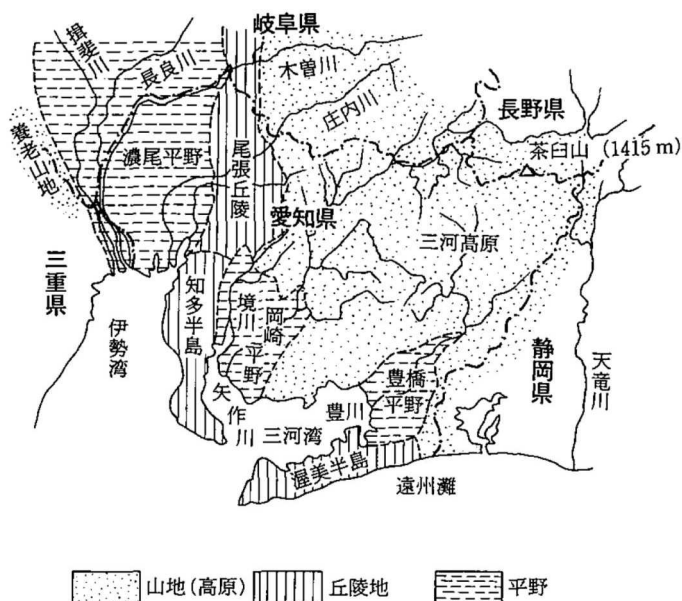 岐阜県
揖斐川
長良川
木曽川
庄内川
長野県
茶臼山 (1415m)
養老山地
濃尾平野
尾張丘陵
愛知県
三河高原
三重県
伊勢湾
知多半島
境川
岡崎
平野
矢作川
豊川
豊橋
平野
三河湾
静岡県
天竜川
渥美半島
遠州灘
山地(高原)
丘陵地
平野